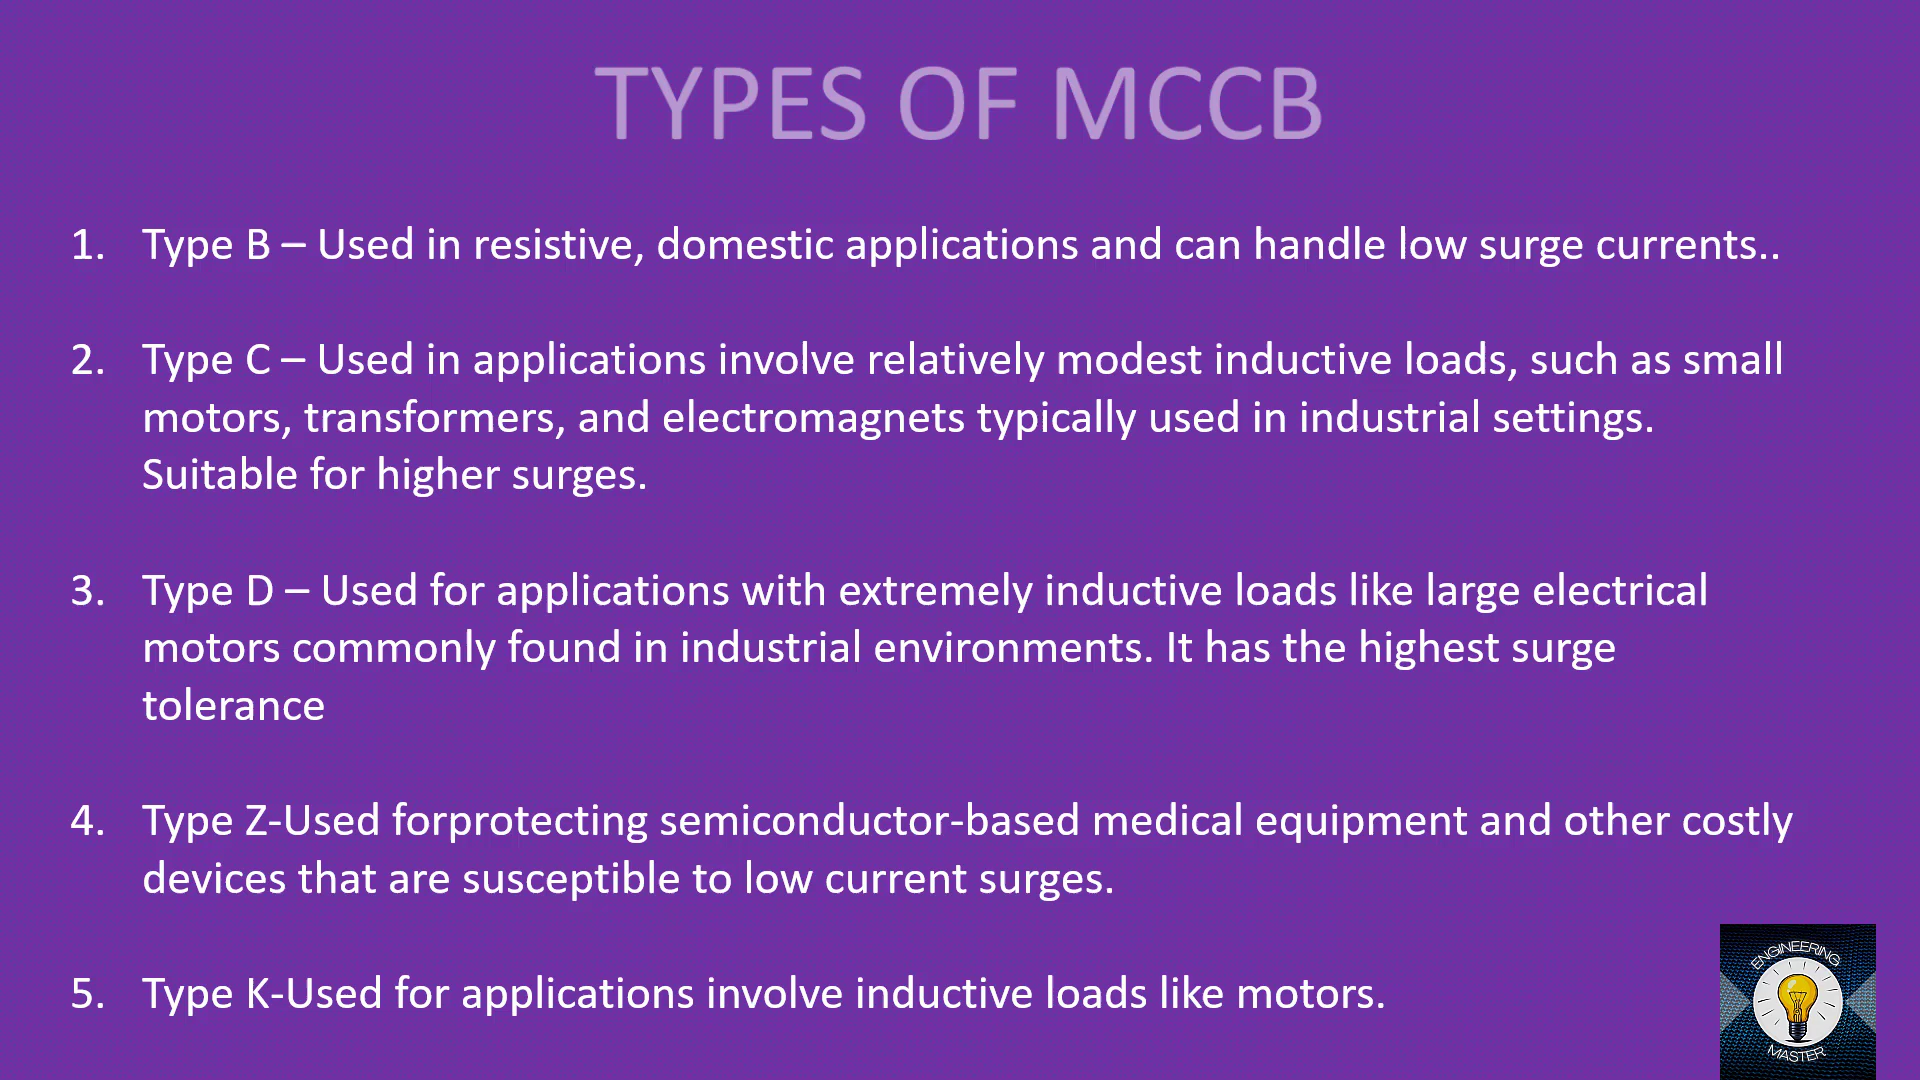 TYPES OF MCCB
1. Type B – Used in resistive, domestic applications and can handle low surge currents..
2. Type C – Used in applications involve relatively modest inductive loads, such as small
motors, transformers, and electromagnets typically used in industrial settings.
Suitable for higher surges.
3. Type D – Used for applications with extremely inductive loads like large electrical
motors commonly found in industrial environments. It has the highest surge
tolerance
4. Type Z-Used forprotecting semiconductor-based medical equipment and other costly
devices that are susceptible to low current surges.
5. Type K-Used for applications involve inductive loads like motors.
ENGINEERING
MASTER